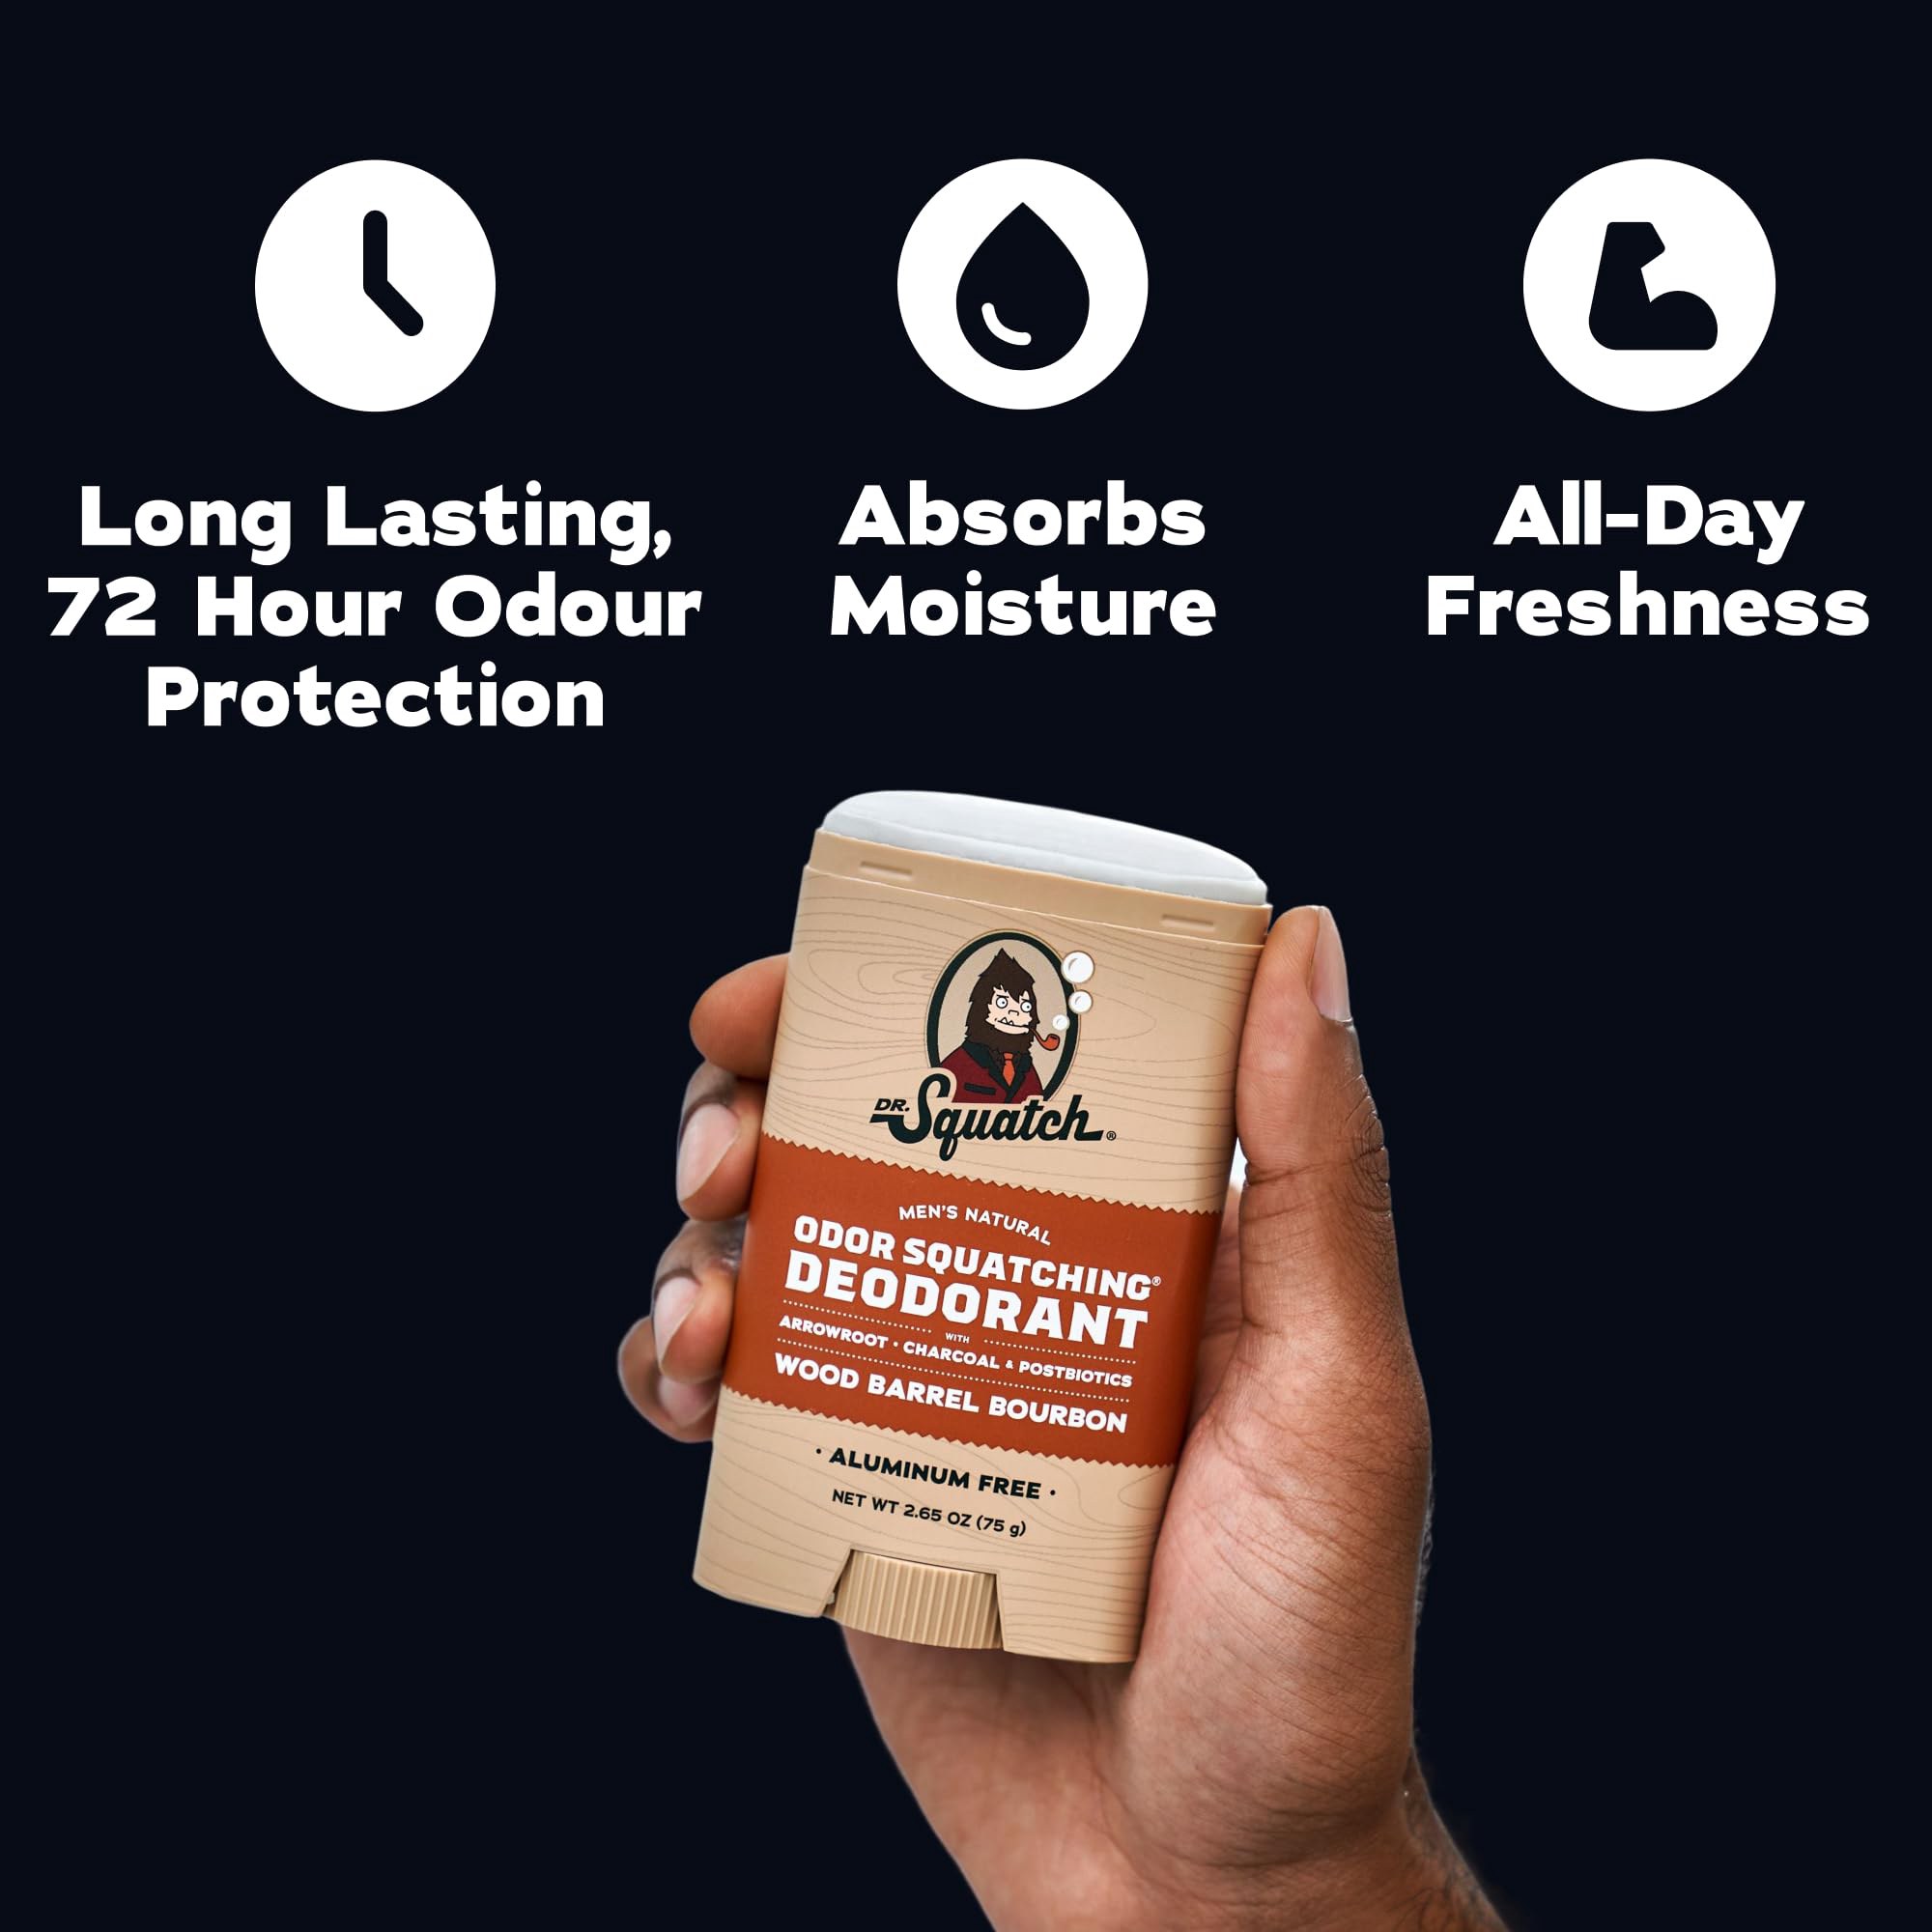 Long Lasting,
72 Hour Odour
Protection
Absorbs
Moisture
All-Day
Freshness
DR. Squatch®
MEN'S NATURAL
ODOR SQUATCHING®
DEODORANT
WITH
ARROWROOT • CHARCOAL & POSTBIOTICS
WOOD BARREL BOURBON
• ALUMINUM FREE •
NET WT 2.65 OZ (75 g)